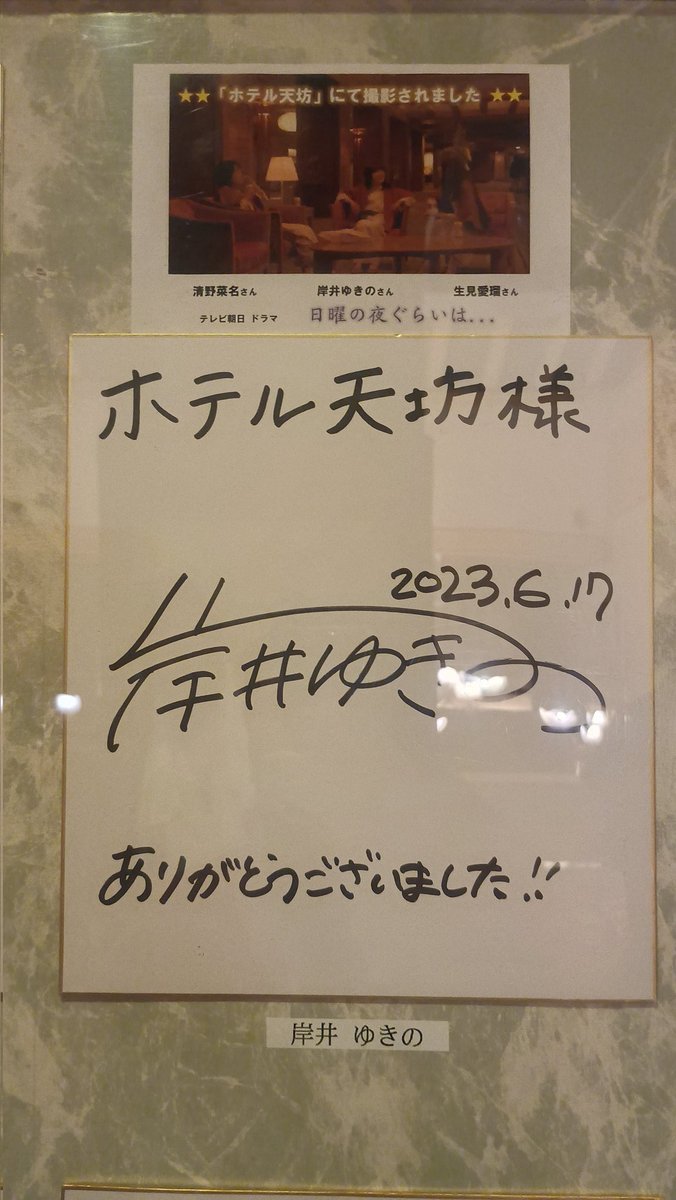 ★★「ホテル天坊」にて撮影されました★★
清野菜名さん 岸井ゆきのさん 生見愛瑠さん
テレビ朝日 ドラマ 日曜の夜ぐらいは...
ホテル天坊様
2023.6.17
岸井ゆきの
ありがとうございました!!
岸井 ゆきの